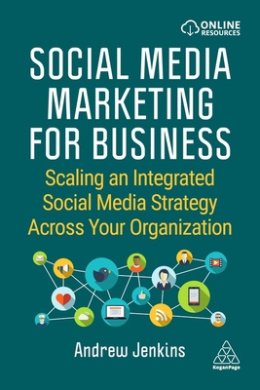 ONLINE
RESOURCES
SOCIAL MEDIA
MARKETING
FOR BUSINESS
Scaling an Integrated
Social Media Strategy
Across Your Organization
Andrew Jenkins
KoganPage